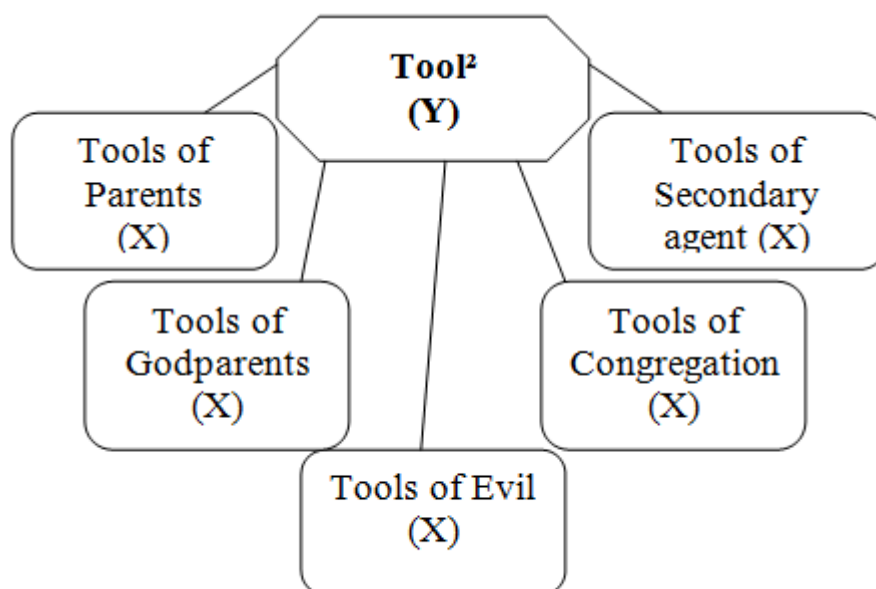 Tool²
(Y)
Tools of
Parents
(X)
Tools of
Secondary
agent (X)
Tools of
Godparents
(X)
Tools of
Congregation
(X)
Tools of Evil
(X)